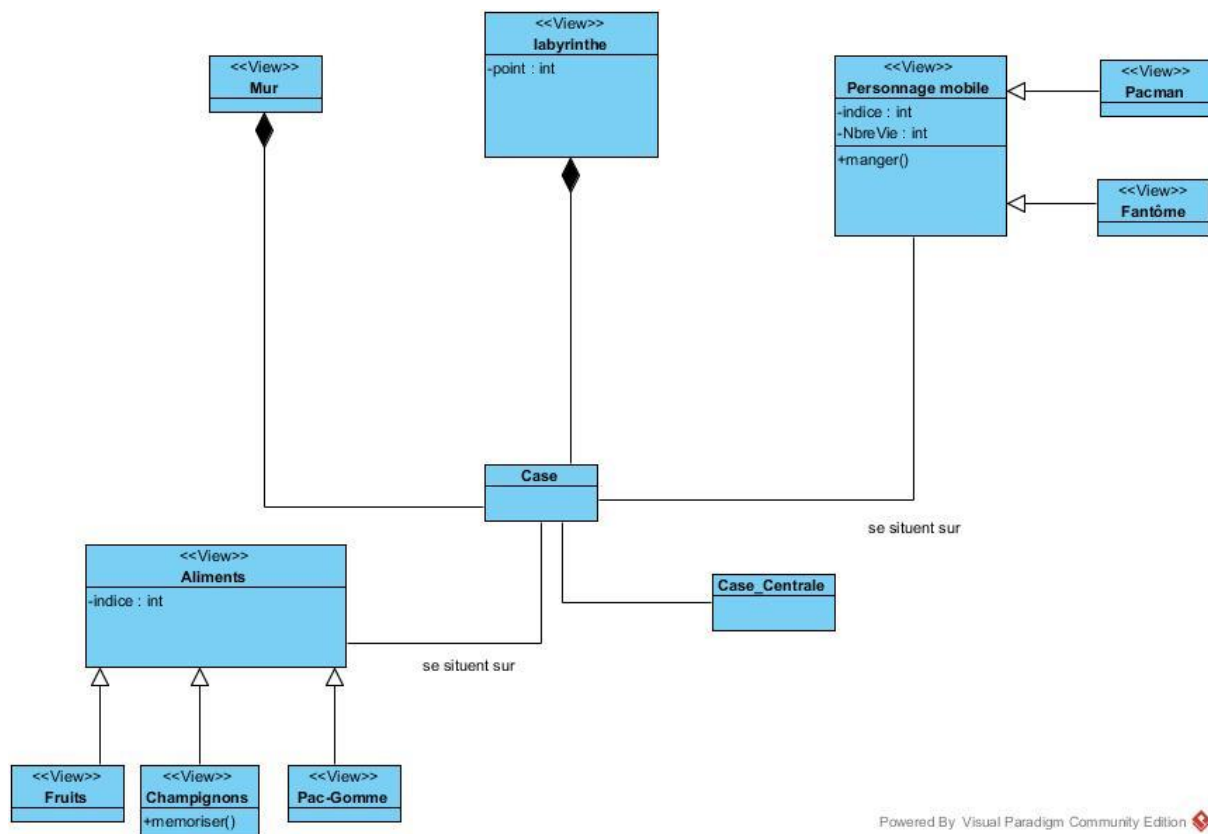 <<View>>
labyrinthe
-point : int
<<View>>
Mur
<<View>>
Personnage mobile
-indice : int
-NbreVie : int
+manger()
<<View>>
Pacman
<<View>>
Fantôme
Case
se situent sur
<<View>>
Aliments
-indice : int
Case_Centrale
se situent sur
<<View>>
Fruits
<<View>>
Champignons
+memoriser()
<<View>>
Pac-Gomme
Powered By Visual Paradigm Community Edition